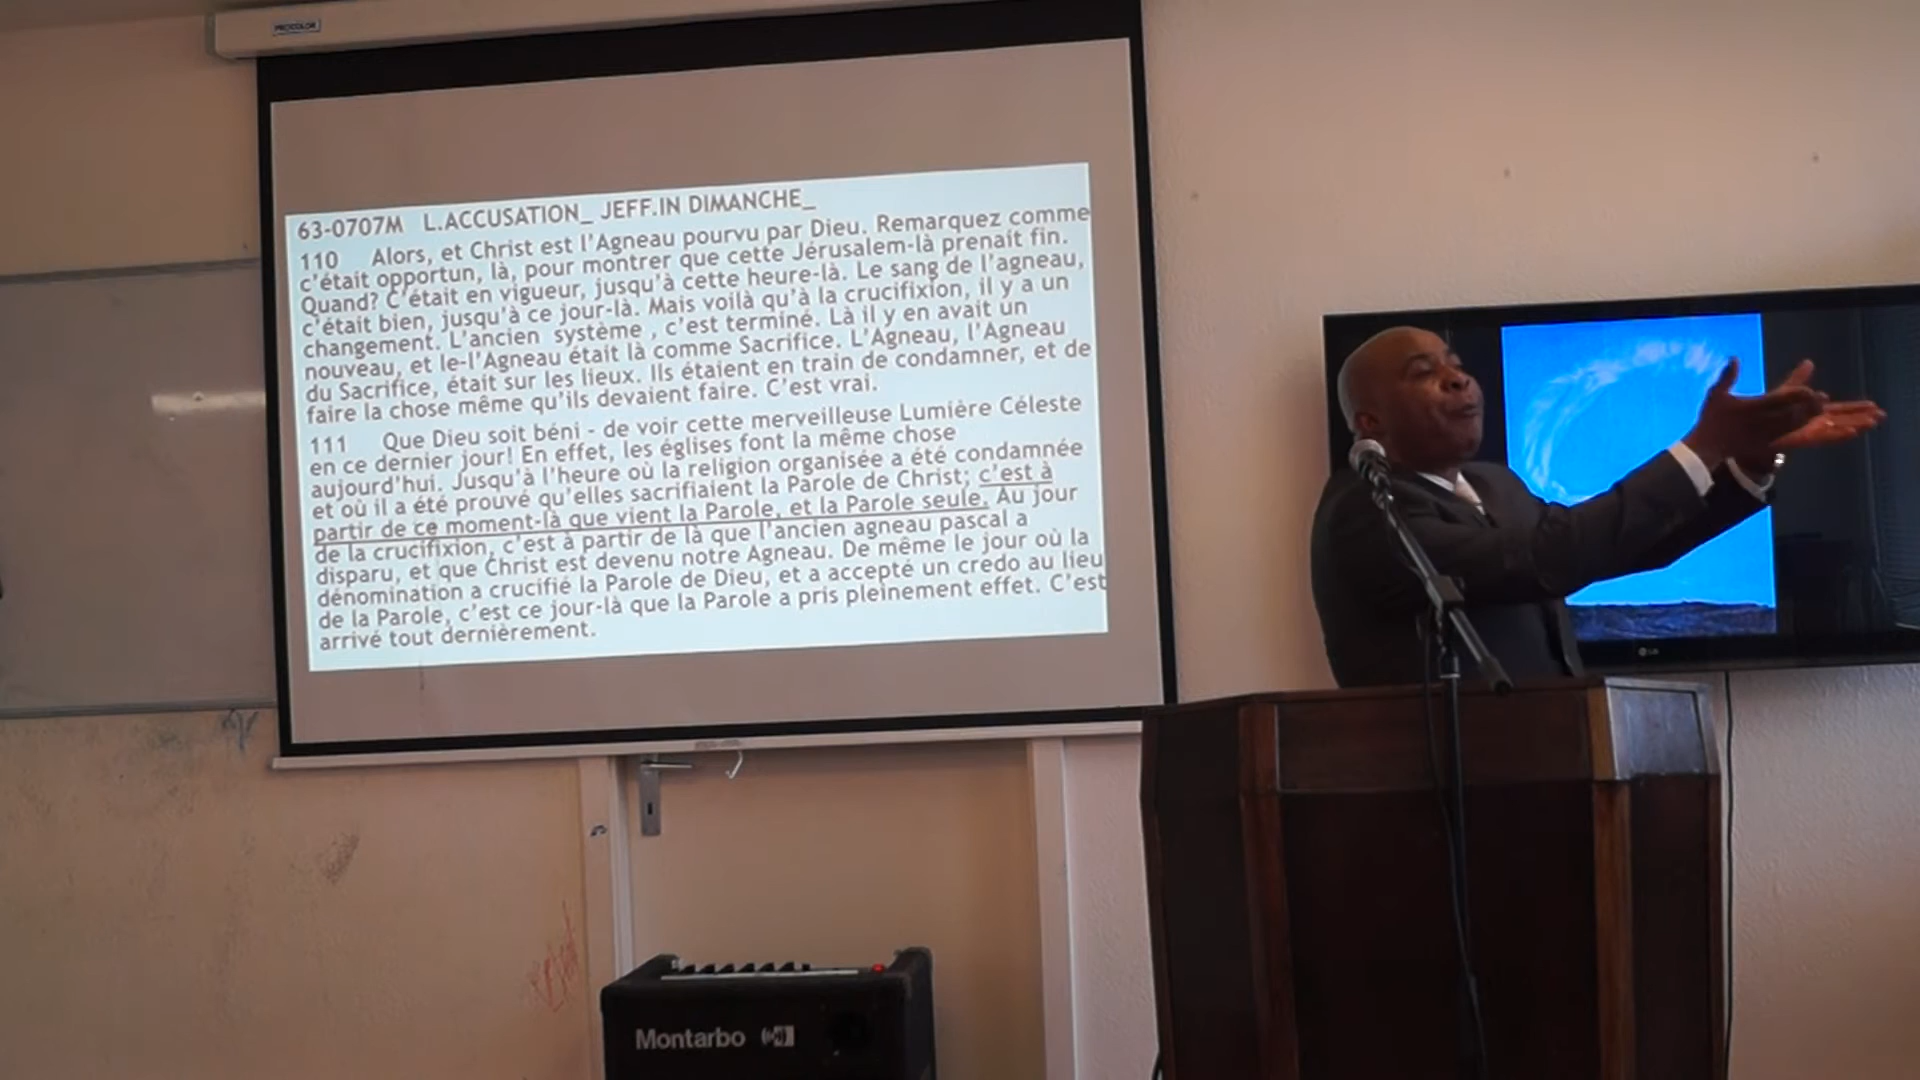 PROCOLOR
63-0707M L.ACCUSATION_ JEFF.IN DIMANCHE_
110 Alors, et Christ est l'Agneau pourvu par Dieu. Remarquez comme
c'était opportun, là, pour montrer que cette Jérusalem-là prenait fin.
Quand? C'était en vigueur, jusqu'à cette heure-là. Le sang de l'agneau,
c'était bien, jusqu'à ce jour-là. Mais voilà qu'à la crucifixion, il y a un
changement. L'ancien système , c'est terminé. Là il y en avait un
nouveau, et le-l'Agneau était là comme Sacrifice. L'Agneau, l'Agneau
du Sacrifice, était sur les lieux. Ils étaient en train de condamner, et de
faire la chose même qu'ils devaient faire. C'est vrai.
111 Que Dieu soit béni - de voir cette merveilleuse Lumière Céleste
en ce dernier jour! En effet, les églises font la même chose
aujourd'hui. Jusqu'à l'heure où la religion organisée a été condamnée
et où il a été prouvé qu'elles sacrifiaient la Parole de Christ; c'est à
partir de ce moment-là que vient la Parole, et la Parole seule. Au jour
de la crucifixion, c'est à partir de là que l'ancien agneau pascal a
disparu, et que Christ est devenu notre Agneau. De même le jour où la
dénomination a crucifié la Parole de Dieu, et a accepté un credo au lieu
de la Parole, c'est ce jour-là que la Parole a pris pleinement effet. C'est
arrivé tout dernièrement.
LG
Montarbo